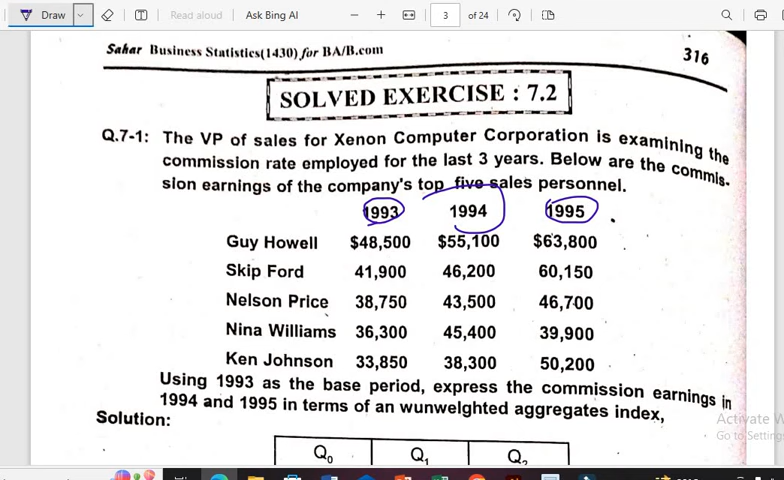 Draw
Read aloud
Ask Bing AI
3
of 24
Sahar Business Statistics(1430) for BA/B.com
316
SOLVED EXERCISE : 7.2
Q.7-1: The VP of sales for Xenon Computer Corporation is examining the
commission rate employed for the last 3 years. Below are the commis-
sion earnings of the company's top five sales personnel.
1993 1994 1995
Guy Howell $48,500 $55,100 $63,800
Skip Ford 41,900 46,200 60,150
Nelson Price 38,750 43,500 46,700
Nina Williams 36,300 45,400 39,900
Ken Johnson 33,850 38,300 50,200
Using 1993 as the base period, express the commission earnings in
1994 and 1995 in terms of an wunweighted aggregates index,
Solution:
Activate W
Go to Setting
Q₀ Q₁ Q₂